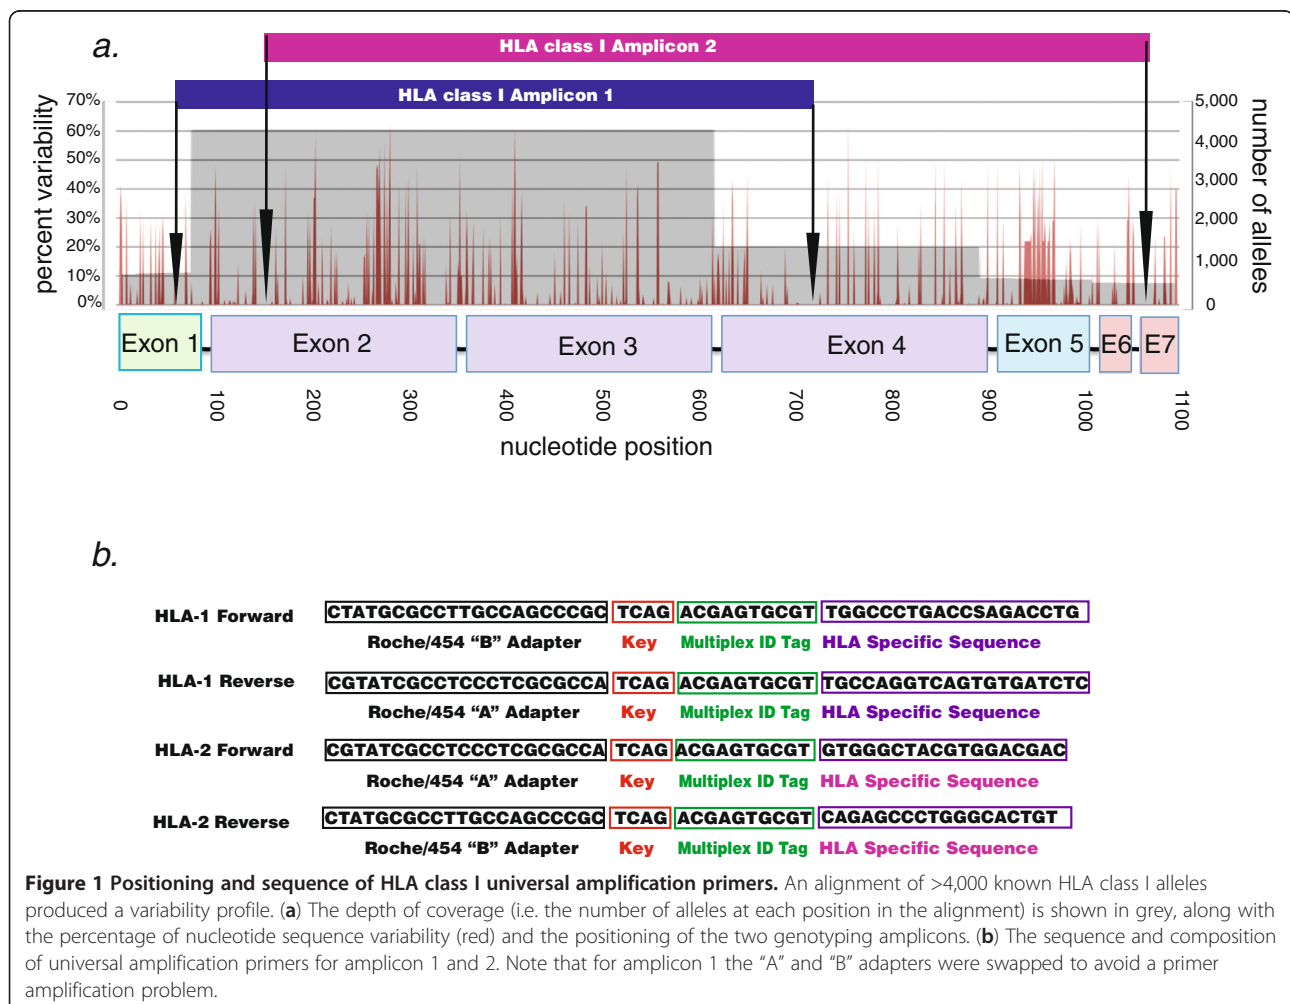 a.
HLA class I Amplicon 2
HLA class I Amplicon 1
percent variability
70%
60%
50%
40%
30%
20%
10%
0%
5,000
4,000
3,000
2,000
1,000
0
number of alleles
Exon 1 Exon 2 Exon 3 Exon 4 Exon 5 E6 E7
0 100 200 300 400 500 600 700 800 900 1000 1100
nucleotide position
b.
HLA-1 Forward CTATGCGCCTTGCCAGCCCGC TCAG ACGAGTGCGT TGGCCCTGACCSAGACCTG
Roche/454 “B” Adapter Key Multiplex ID Tag HLA Specific Sequence
HLA-1 Reverse CGTATCGCCTCCCTCGCGCCA TCAG ACGAGTGCGT TGCCAGGTCAGTGTGATCTC
Roche/454 “A” Adapter Key Multiplex ID Tag HLA Specific Sequence
HLA-2 Forward CGTATCGCCTCCCTCGCGCCA TCAG ACGAGTGCGT GTGGGCTACGTGGACGAC
Roche/454 “A” Adapter Key Multiplex ID Tag HLA Specific Sequence
HLA-2 Reverse CTATGCGCCTTGCCAGCCCGC TCAG ACGAGTGCGT CAGAGCCCTGGGCACTGT
Roche/454 “B” Adapter Key Multiplex ID Tag HLA Specific Sequence
Figure 1 Positioning and sequence of HLA class I universal amplification primers. An alignment of >4,000 known HLA class I alleles
produced a variability profile. (a) The depth of coverage (i.e. the number of alleles at each position in the alignment) is shown in grey, along with
the percentage of nucleotide sequence variability (red) and the positioning of the two genotyping amplicons. (b) The sequence and composition
of universal amplification primers for amplicon 1 and 2. Note that for amplicon 1 the “A” and “B” adapters were swapped to avoid a primer
amplification problem.